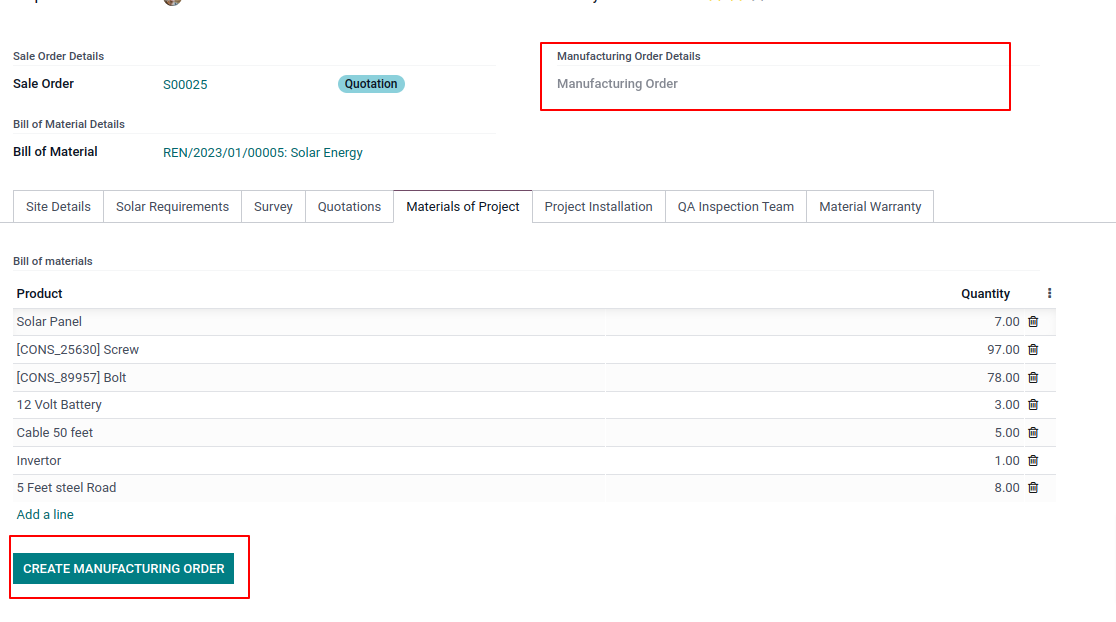 Sale Order Details
Manufacturing Order Details
Sale Order S00025 Quotation
Manufacturing Order
Bill of Material Details
Bill of Material REN/2023/01/00005: Solar Energy
Site Details Solar Requirements Survey Quotations Materials of Project Project Installation QA Inspection Team Material Warranty
Bill of materials
Product Quantity
Solar Panel 7.00
[CONS_25630] Screw 97.00
[CONS_89957] Bolt 78.00
12 Volt Battery 3.00
Cable 50 feet 5.00
Invertor 1.00
5 Feet steel Road 8.00
Add a line
CREATE MANUFACTURING ORDER